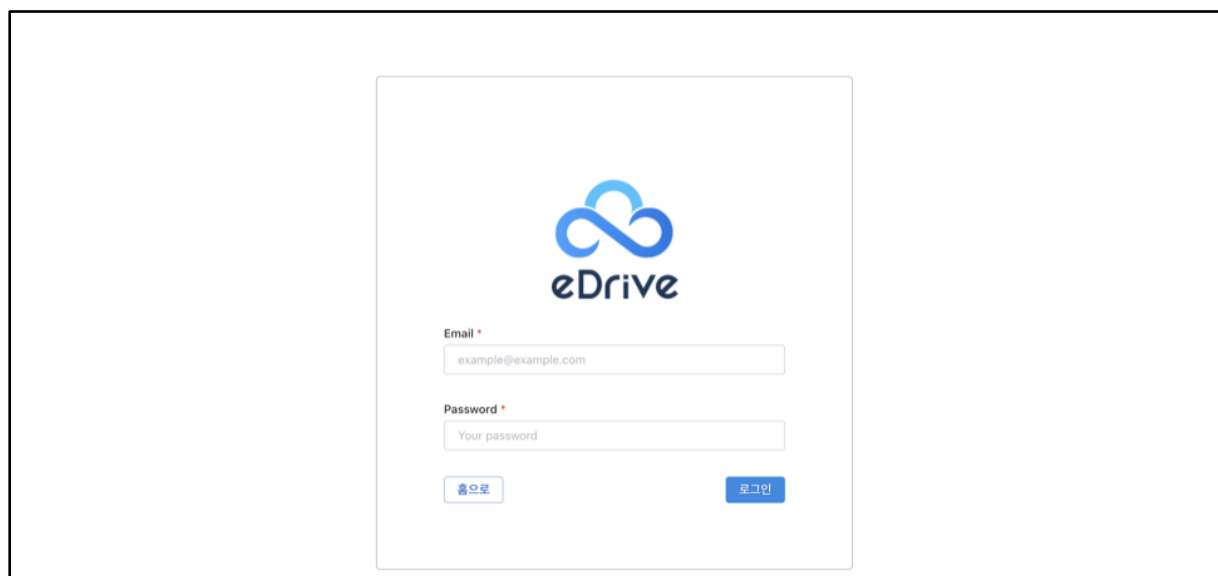 eDrive
Email *
example@example.com
Password *
Your password
홈으로
로그인